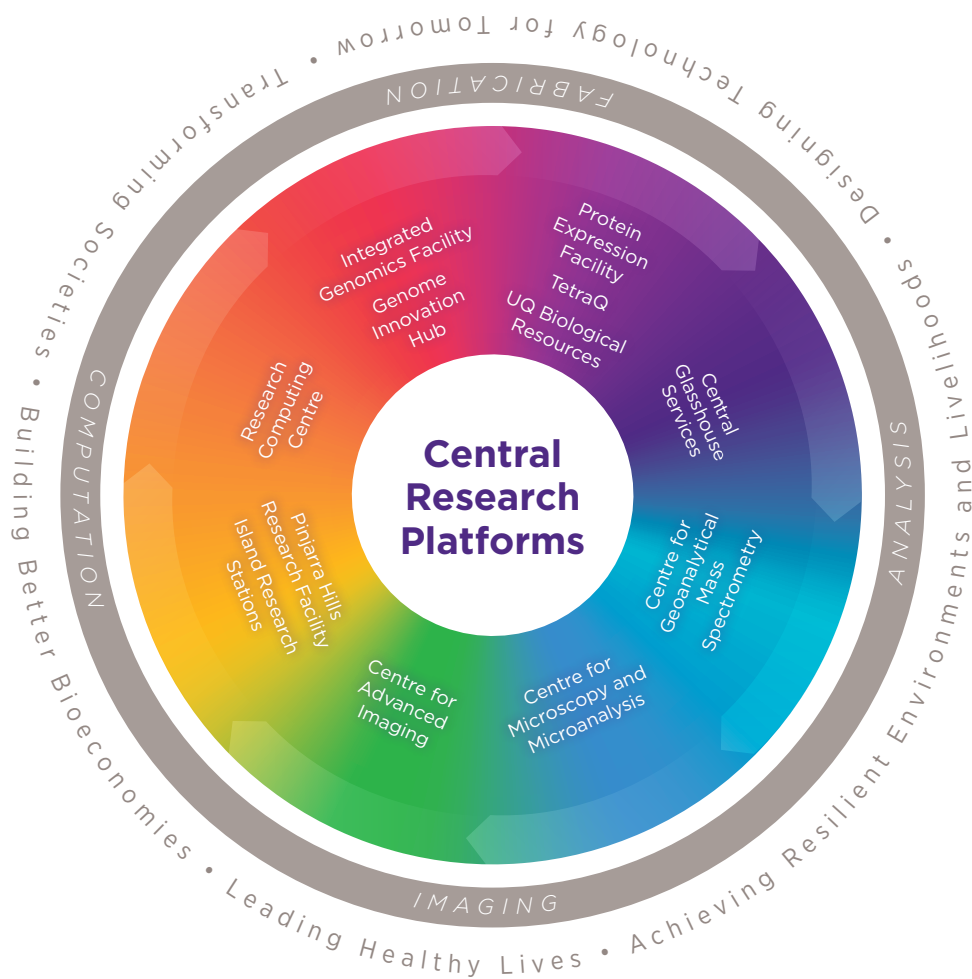 Transforming Societies • Building Better Bioeconomies • Leading Healthy Lives • Achieving Resilient Environments and Livelihoods • Designing Technology for Tomorrow •
FABRICATION
ANALYSIS
IMAGING
COMPUTATION
Integrated
Genomics Facility
Genome
Innovation
Hub
Protein
Expression
Facility
TetraQ
UQ Biological
Resources
Central
Glasshouse
Services
Centre for
Geoanalytical
Mass
Spectrometry
Centre for
Microscopy and
Microanalysis
Centre for
Advanced
Imaging
Pinjarra Hills
Research Facility
Island Research
Stations
Research
Computing
Centre
Central
Research
Platforms